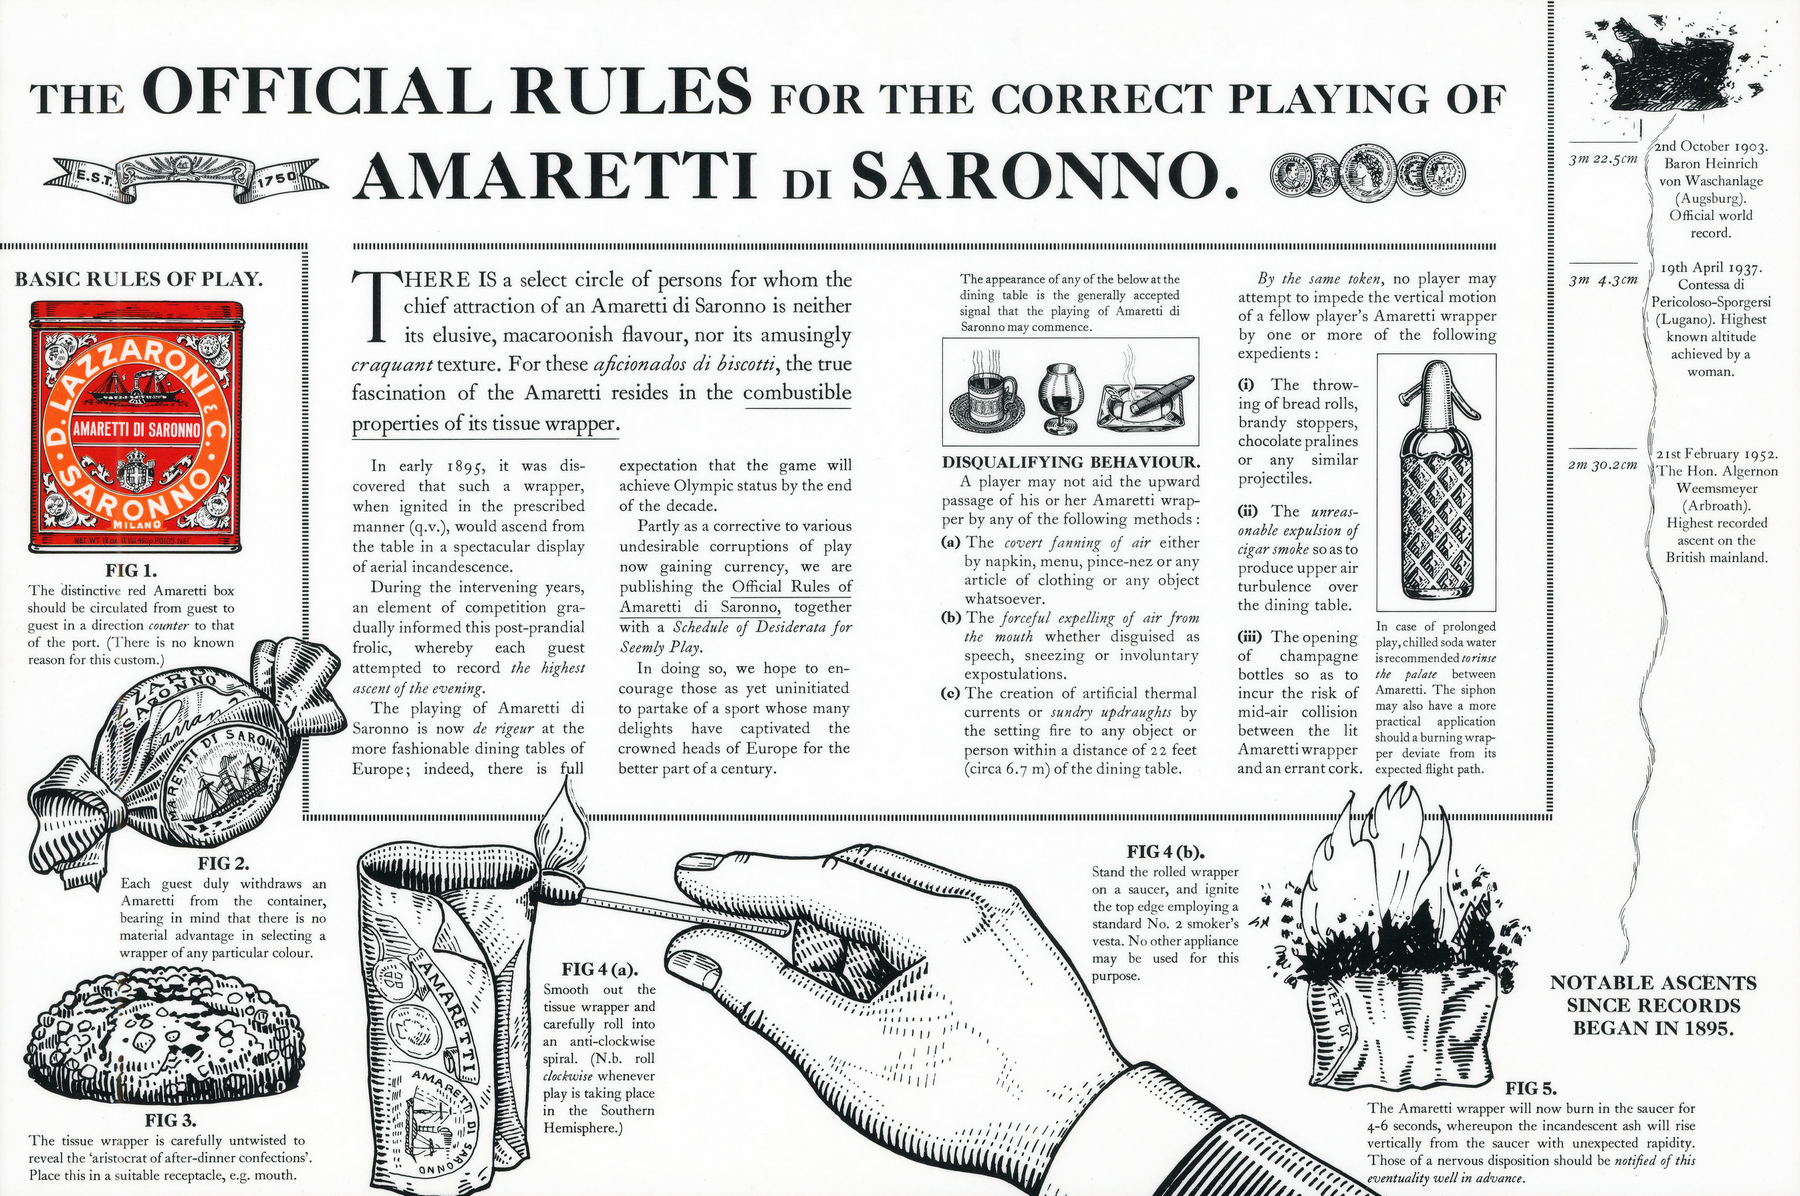 THE OFFICIAL RULES FOR THE CORRECT PLAYING OF
AMARETTI DI SARONNO.
E.S.T. 1750
BASIC RULES OF PLAY.
D. LAZZARONI & C.
AMARETTI DI SARONNO
SARONNO
MILANO
FIG 1.
The distinctive red Amaretti box
should be circulated from guest to
guest in a direction counter to that
of the port. (There is no known
reason for this custom.)
AMARETTI DI SARONNO
FIG 2.
Each guest duly withdraws an
Amaretti from the container,
bearing in mind that there is no
material advantage in selecting a
wrapper of any particular colour.
FIG 3.
The tissue wrapper is carefully untwisted to
reveal the ‘aristocrat of after-dinner confections’.
Place this in a suitable receptacle, e.g. mouth.
THERE IS a select circle of persons for whom the
chief attraction of an Amaretti di Saronno is neither
its elusive, macaroonish flavour, nor its amusingly
craquant texture. For these aficionados di biscotti, the true
fascination of the Amaretti resides in the combustible
properties of its tissue wrapper.
In early 1895, it was dis-
covered that such a wrapper,
when ignited in the prescribed
manner (q.v.), would ascend from
the table in a spectacular display
of aerial incandescence.
During the intervening years,
an element of competition gra-
dually informed this post-prandial
frolic, whereby each guest
attempted to record the highest
ascent of the evening.
The playing of Amaretti di
Saronno is now de rigeur at the
more fashionable dining tables of
Europe; indeed, there is full
expectation that the game will
achieve Olympic status by the end
of the decade.
Partly as a corrective to various
undesirable corruptions of play
now gaining currency, we are
publishing the Official Rules of
Amaretti di Saronno, together
with a Schedule of Desiderata for
Seemly Play.
In doing so, we hope to en-
courage those as yet uninitiated
to partake of a sport whose many
delights have captivated the
crowned heads of Europe for the
better part of a century.
The appearance of any of the below at the
dining table is the generally accepted
signal that the playing of Amaretti di
Saronno may commence.
DISQUALIFYING BEHAVIOUR.
A player may not aid the upward
passage of his or her Amaretti wrap-
per by any of the following methods :
(a) The covert fanning of air either
by napkin, menu, pince-nez or any
article of clothing or any object
whatsoever.
(b) The forceful expelling of air from
the mouth whether disguised as
speech, sneezing or involuntary
expostulations.
(c) The creation of artificial thermal
currents or sundry updraughts by
the setting fire to any object or
person within a distance of 22 feet
(circa 6.7 m) of the dining table.
By the same token, no player may
attempt to impede the vertical motion
of a fellow player's Amaretti wrapper
by one or more of the following
expedients :
(i) The throw-
ing of bread rolls,
brandy stoppers,
chocolate pralines
or any similar
projectiles.
(ii) The unreas-
onable expulsion of
cigar smoke so as to
produce upper air
turbulence over
the dining table.
(iii) The opening
of champagne
bottles so as to
incur the risk of
mid-air collision
between the lit
Amaretti wrapper
and an errant cork.
In case of prolonged
play, chilled soda water
is recommended to rinse
the palate between
Amaretti. The siphon
may also have a more
practical application
should a burning wrap-
per deviate from its
expected flight path.
AMARETTI
AMARETTI DI SARONNO
FIG 4 (a).
Smooth out the
tissue wrapper and
carefully roll into
an anti-clockwise
spiral. (N.b. roll
clockwise whenever
play is taking place
in the Southern
Hemisphere.)
FIG 4 (b).
Stand the rolled wrapper
on a saucer, and ignite
the top edge employing a
standard No. 2 smoker's
vesta. No other appliance
may be used for this
purpose.
FIG 5.
The Amaretti wrapper will now burn in the saucer for
4-6 seconds, whereupon the incandescent ash will rise
vertically from the saucer with unexpected rapidity.
Those of a nervous disposition should be notified of this
eventuality well in advance.
3m 22.5cm
2nd October 1903.
Baron Heinrich
von Waschanlage
(Augsburg).
Official world
record.
3m 4.3cm
19th April 1937.
Contessa di
Pericoloso-Sporgersi
(Lugano). Highest
known altitude
achieved by a
woman.
2m 30.2cm
21st February 1952.
The Hon. Algernon
Weemsmeyer
(Arbroath).
Highest recorded
ascent on the
British mainland.
NOTABLE ASCENTS
SINCE RECORDS
BEGAN IN 1895.